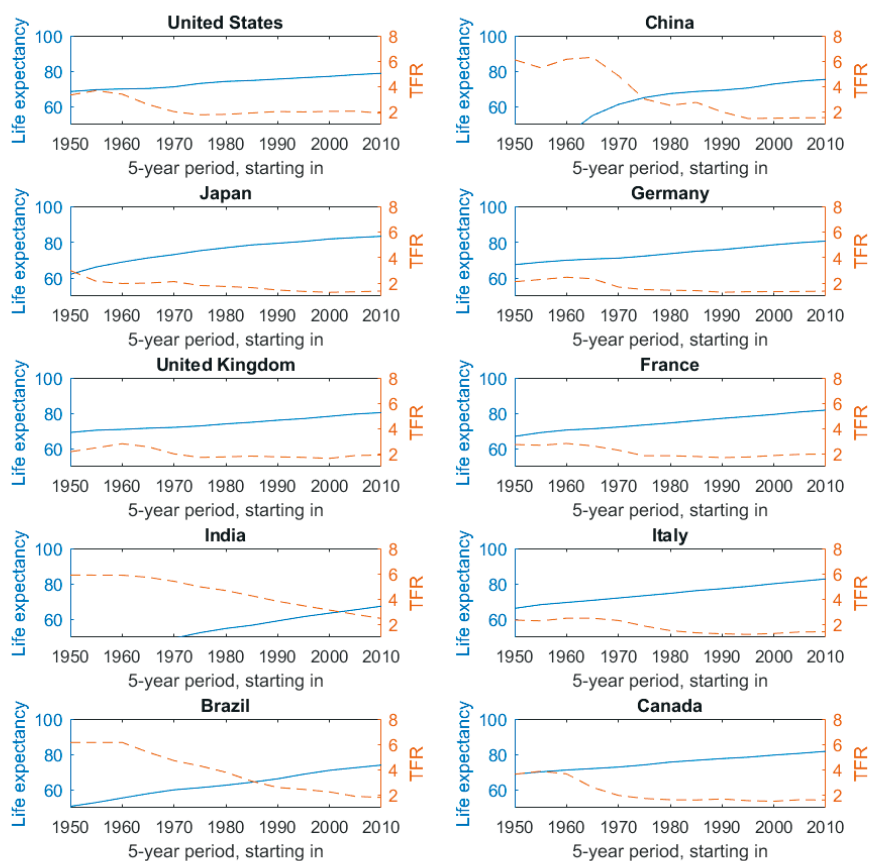 United States
Life expectancy
100
80
60
8
6
4
2
TFR
1950 1960 1970 1980 1990 2000 2010
5-year period, starting in
China
Life expectancy
100
80
60
8
6
4
2
TFR
1950 1960 1970 1980 1990 2000 2010
5-year period, starting in
Japan
Life expectancy
100
80
60
8
6
4
2
TFR
1950 1960 1970 1980 1990 2000 2010
5-year period, starting in
Germany
Life expectancy
100
80
60
8
6
4
2
TFR
1950 1960 1970 1980 1990 2000 2010
5-year period, starting in
United Kingdom
Life expectancy
100
80
60
8
6
4
2
TFR
1950 1960 1970 1980 1990 2000 2010
5-year period, starting in
France
Life expectancy
100
80
60
8
6
4
2
TFR
1950 1960 1970 1980 1990 2000 2010
5-year period, starting in
India
Life expectancy
100
80
60
8
6
4
2
TFR
1950 1960 1970 1980 1990 2000 2010
5-year period, starting in
Italy
Life expectancy
100
80
60
8
6
4
2
TFR
1950 1960 1970 1980 1990 2000 2010
5-year period, starting in
Brazil
Life expectancy
100
80
60
8
6
4
2
TFR
1950 1960 1970 1980 1990 2000 2010
5-year period, starting in
Canada
Life expectancy
100
80
60
8
6
4
2
TFR
1950 1960 1970 1980 1990 2000 2010
5-year period, starting in